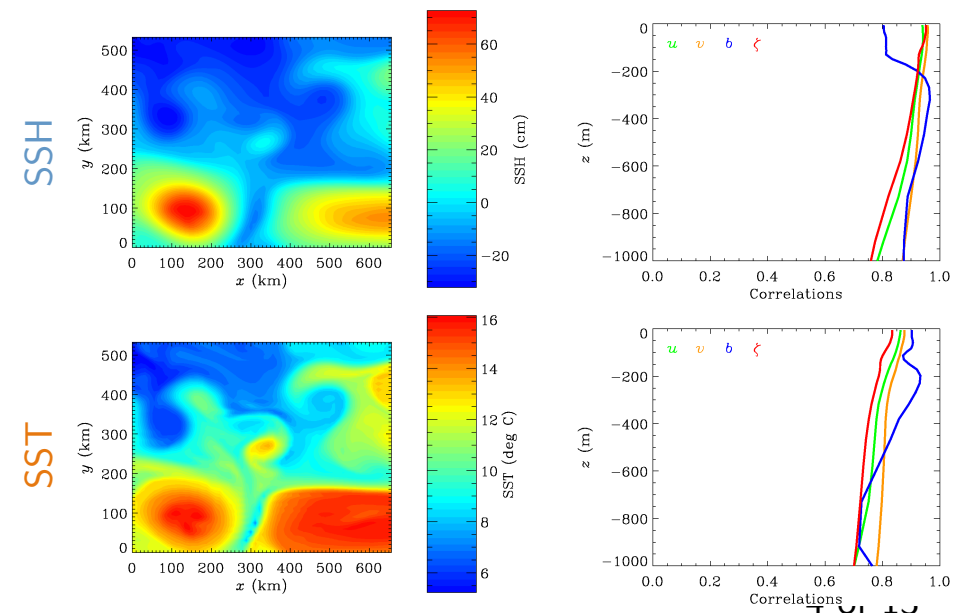 SSH
500
400
300
200
100
0
y (km)
0 100 200 300 400 500 600
x (km)
60
40
20
0
−20
SSH (cm)
u v b ζ
0
−200
−400
−600
−800
−1000
z (m)
0.0 0.2 0.4 0.6 0.8 1.0
Correlations
SST
500
400
300
200
100
0
y (km)
0 100 200 300 400 500 600
x (km)
16
14
12
10
8
6
SST (deg C)
u v b ζ
0
−200
−400
−600
−800
−1000
z (m)
0.0 0.2 0.4 0.6 0.8 1.0
Correlations